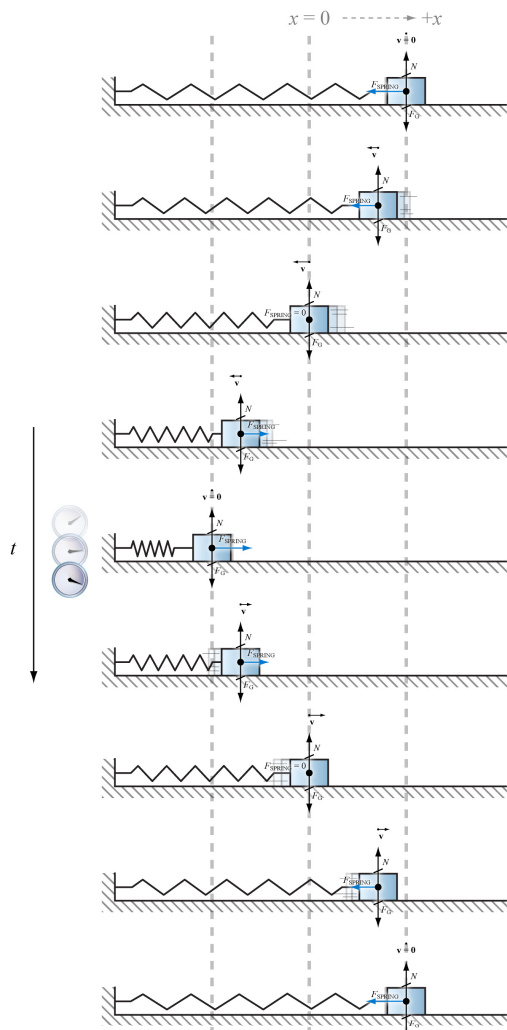 x = 0 +x
v = 0
N
F_SPRING
F_G
v
N
F_SPRING
F_G
v
N
F_SPRING = 0
F_G
v
N
F_SPRING
F_G
v = 0
N
F_SPRING
F_G
t
v
N
F_SPRING
F_G
v
N
F_SPRING = 0
F_G
v
N
F_SPRING
F_G
v = 0
N
F_SPRING
F_G